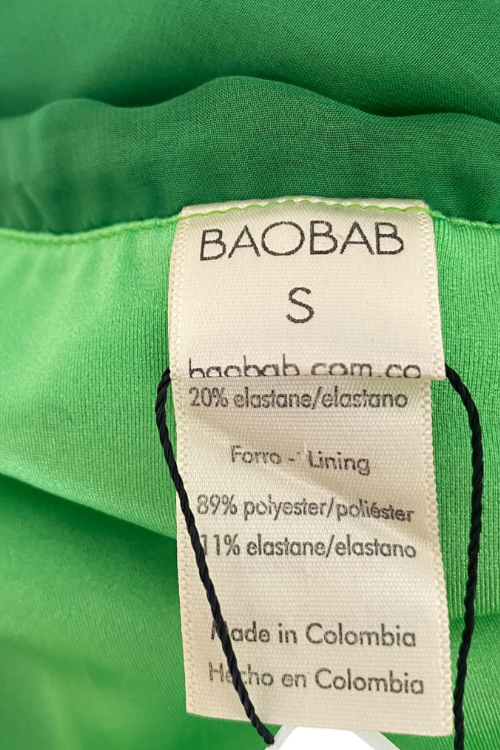 BAOBAB
S
baobab.com.co
20% elastane/elastano
Forro - Lining
89% polyester/poliéster
11% elastane/elastano
Made in Colombia
Hecho en Colombia